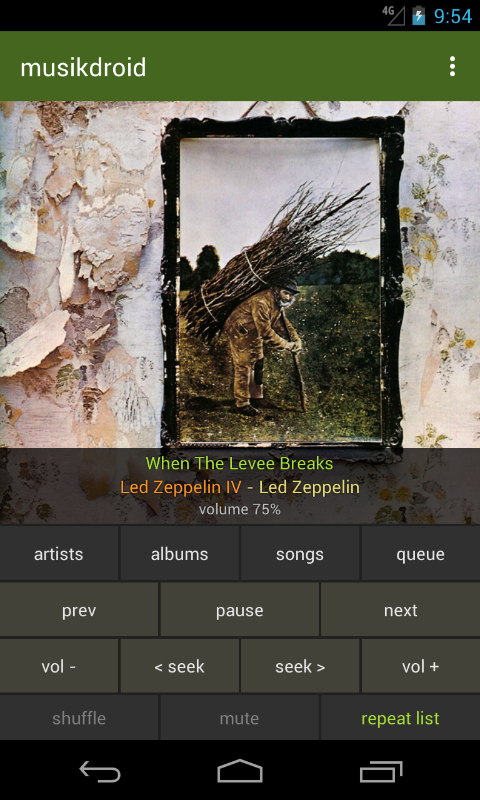 4G 9:54
musikdroid
When The Levee Breaks
Led Zeppelin IV - Led Zeppelin
volume 75%
artists albums songs queue
prev pause next
vol - < seek seek > vol +
shuffle mute repeat list